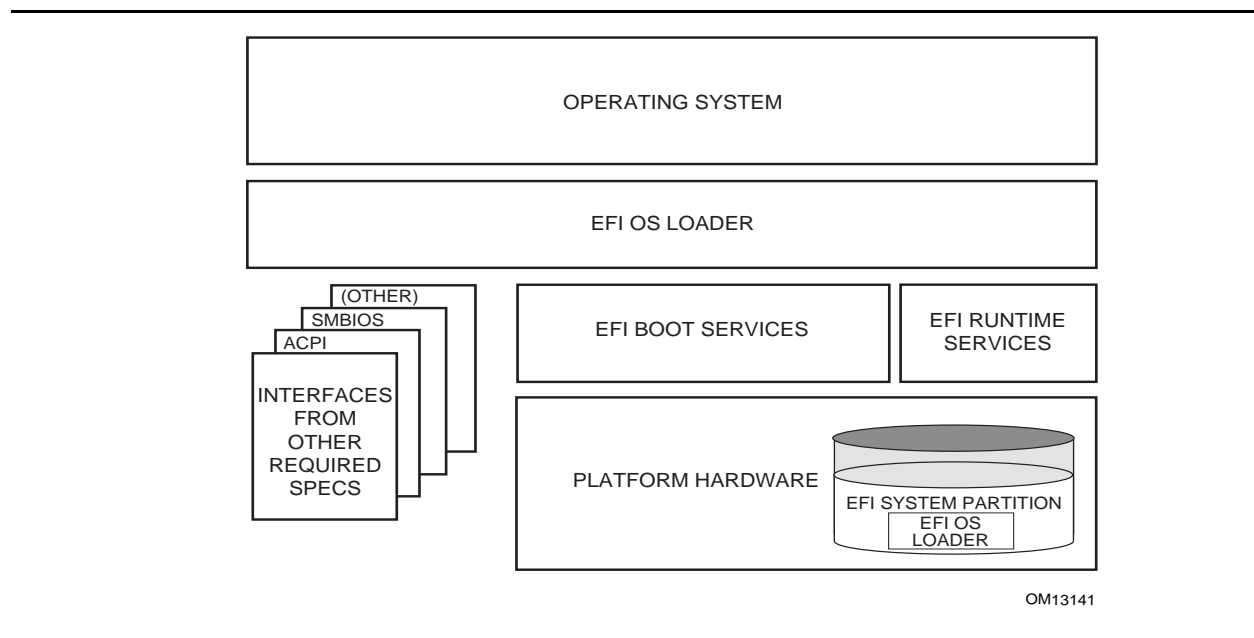 OPERATING SYSTEM
EFI OS LOADER
(OTHER)
SMBIOS
ACPI
INTERFACES
FROM
OTHER
REQUIRED
SPECS
EFI BOOT SERVICES
EFI RUNTIME
SERVICES
PLATFORM HARDWARE
EFI SYSTEM PARTITION
EFI OS
LOADER
OM13141